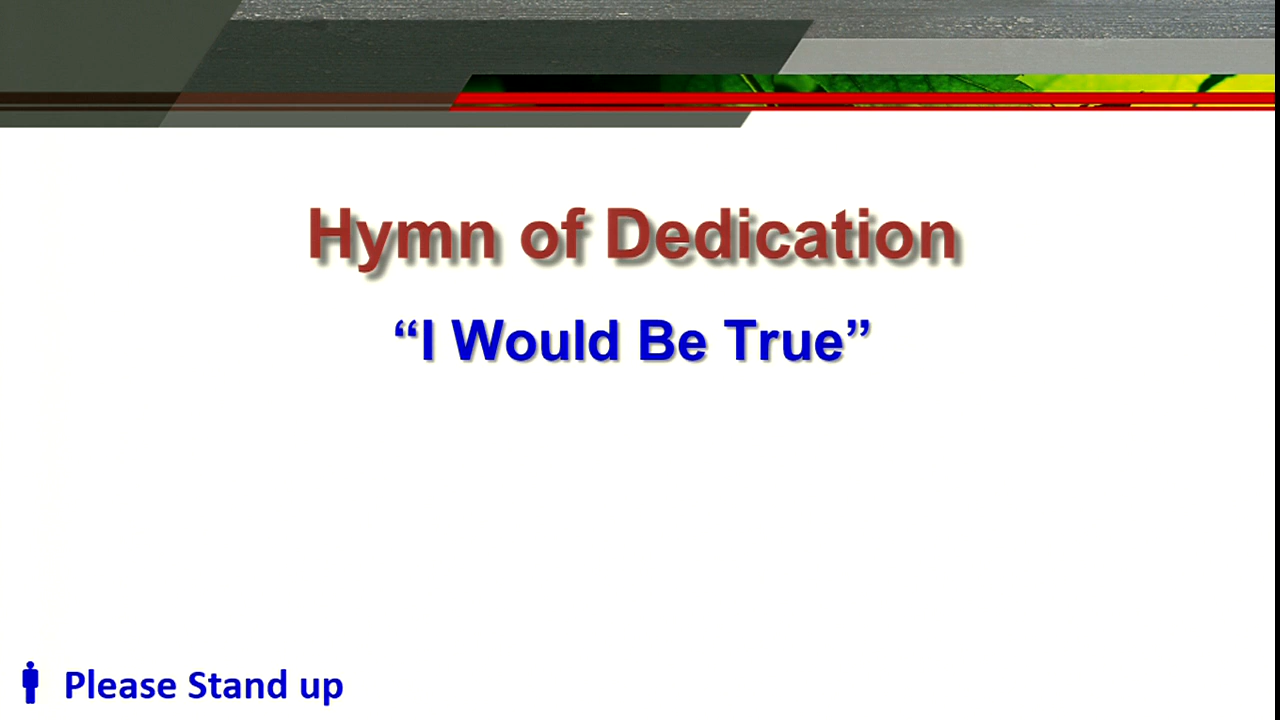 Hymn of Dedication
“I Would Be True”
Please Stand up